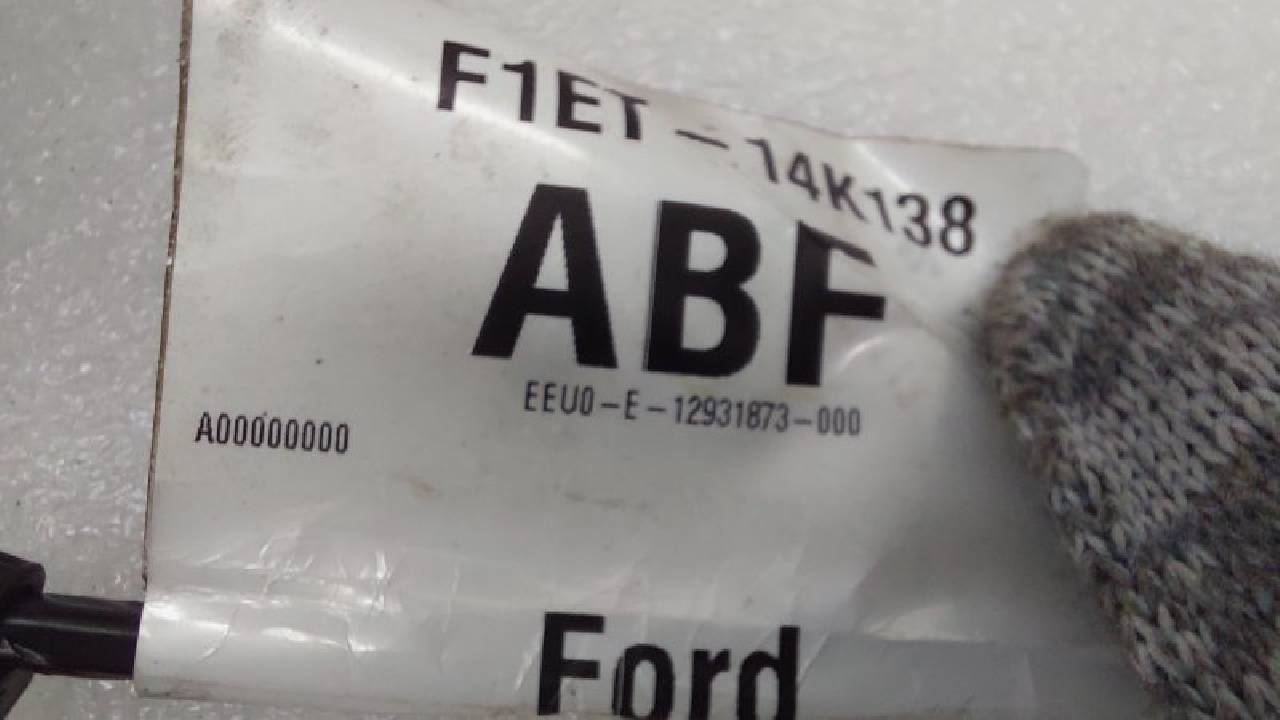 F1ET-14K138
ABF
EEU0-E-12931873-000
A00000000
Ford